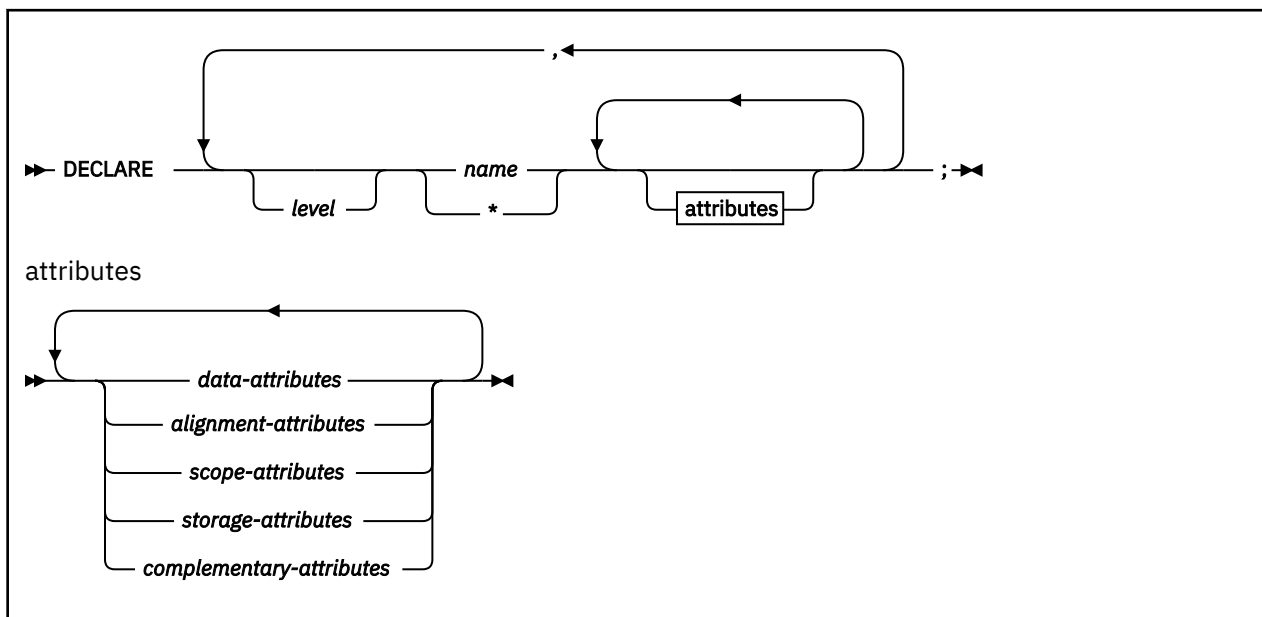 ,
DECLARE name ;
level * attributes
attributes
data-attributes
alignment-attributes
scope-attributes
storage-attributes
complementary-attributes